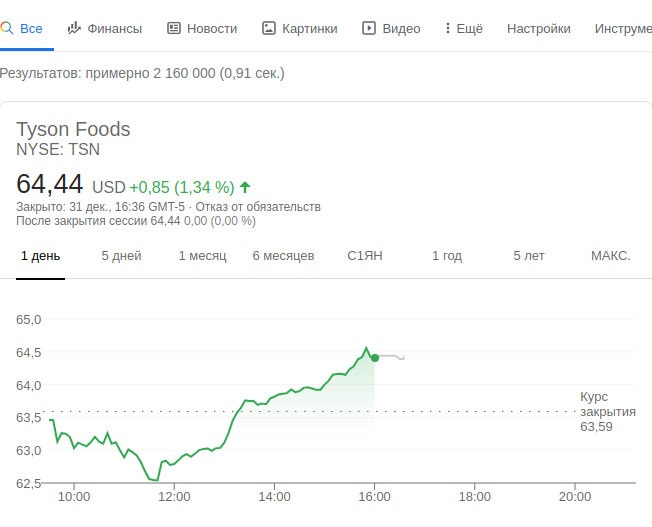 Все Финансы Новости Картинки Видео Ещё Настройки Инструме
Результатов: примерно 2 160 000 (0,91 сек.)
Tyson Foods
NYSE: TSN
64,44 USD +0,85 (1,34 %)
Закрыто: 31 дек., 16:36 GMT-5 · Отказ от обязательств
После закрытия сессии 64,44 0,00 (0,00 %)
1 день 5 дней 1 месяц 6 месяцев С1ЯН 1 год 5 лет МАКС.
65,0
64,5
64,0
63,5
63,0
62,5
Курс
закрытия
63,59
10:00 12:00 14:00 16:00 18:00 20:00